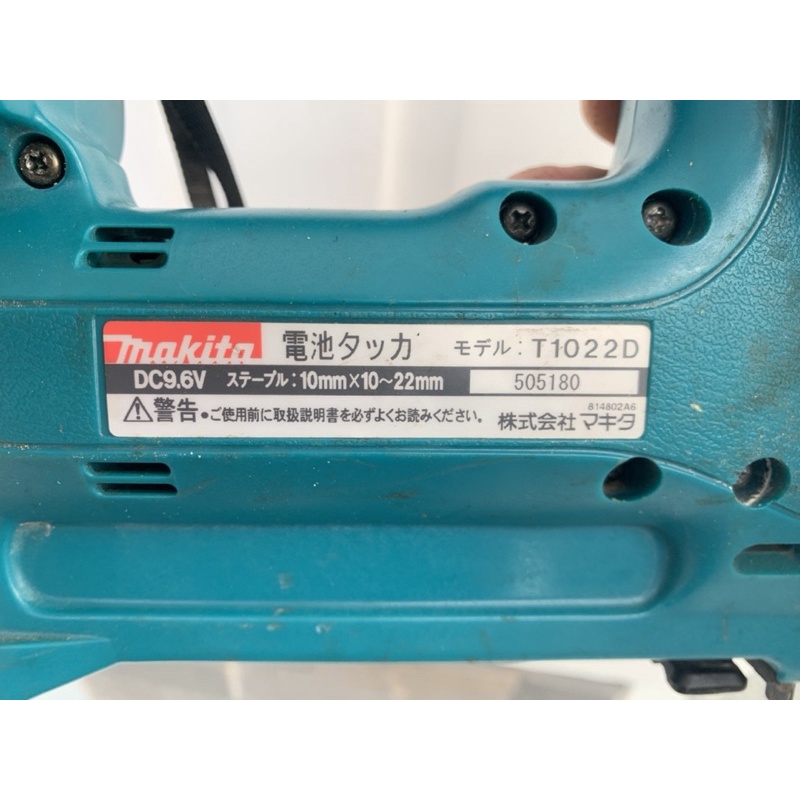 makita 電池タッカ モデル:T1022D
DC9.6V ステープル:10mm×10～22mm 505180
⚠警告 ●ご使用前に取扱説明書を必ずよくお読みください。 814802A6
株式会社 マキタ